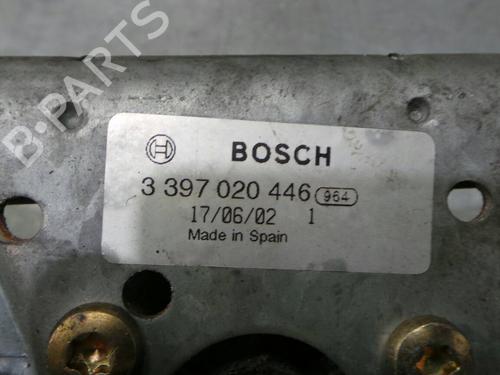 B-PARTS
BOSCH
3 397 020 446 964
17/06/02 1
Made in Spain